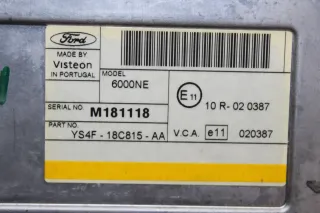 Ford
MADE BY
Visteon
IN PORTUGAL
MODEL
6000NE
SERIAL NO
M181118
PART NO.
YS4F - 18C815 - AA
E11
10 R- 02 0387
V.C.A. e11 020387